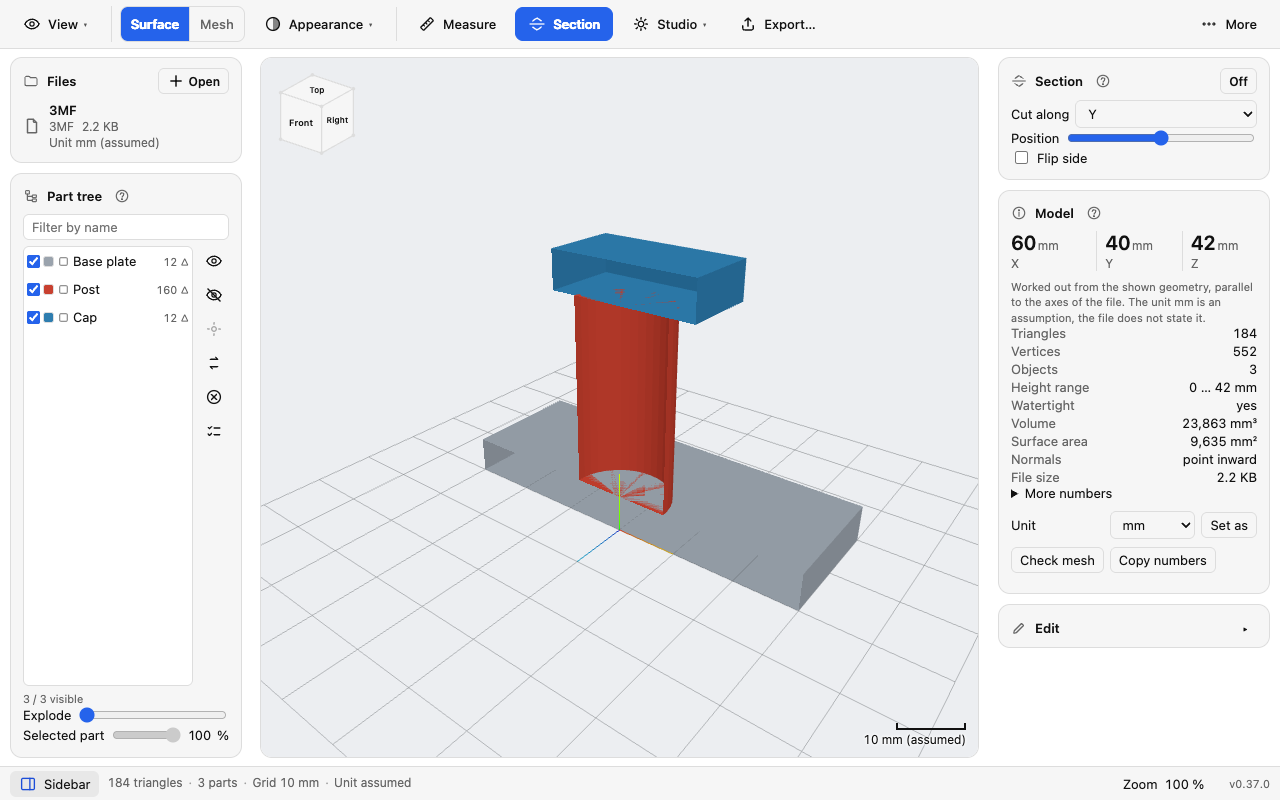 View
Surface
Mesh
Appearance
Measure
Section
Studio
Export...
More
Files
Open
3MF
3MF 2.2 KB
Unit mm (assumed)
Part tree
Filter by name
Base plate 12 Δ
Post 160 Δ
Cap 12 Δ
3 / 3 visible
Explode
Selected part 100 %
Top
Front
Right
10 mm (assumed)
Section
Off
Cut along Y
Position
Flip side
Model
60 mm 40 mm 42 mm
X Y Z
Worked out from the shown geometry, parallel
to the axes of the file. The unit mm is an
assumption, the file does not state it.
Triangles 184
Vertices 552
Objects 3
Height range 0 ... 42 mm
Watertight yes
Volume 23,863 mm³
Surface area 9,635 mm²
Normals point inward
File size 2.2 KB
More numbers
Unit mm Set as
Check mesh Copy numbers
Edit
Sidebar
184 triangles · 3 parts · Grid 10 mm · Unit assumed
Zoom 100 %
v0.37.0